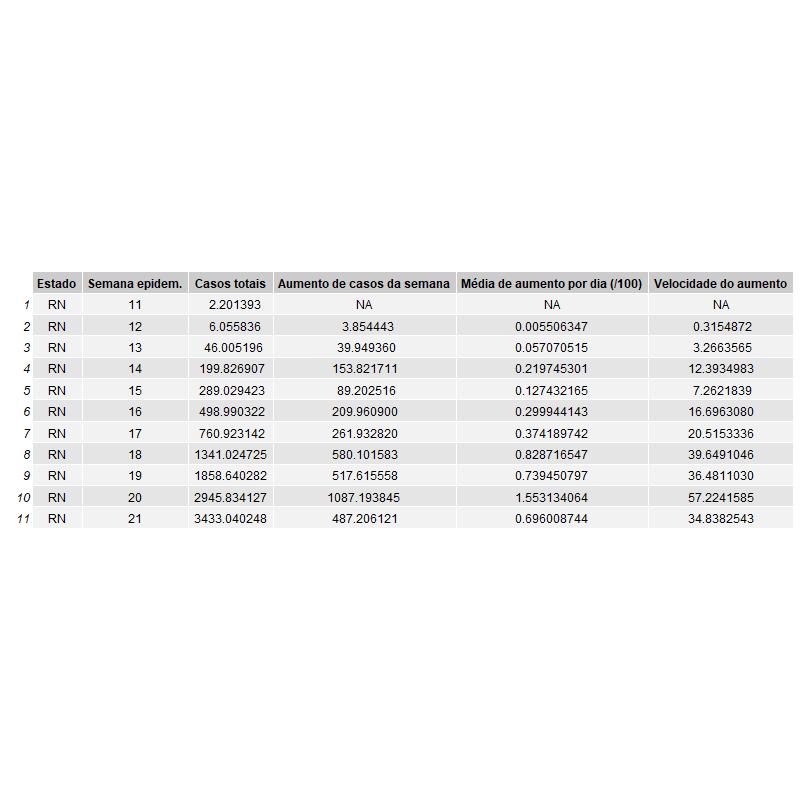 Estado Semana epidem. Casos totais Aumento de casos da semana Média de aumento por dia (/100) Velocidade do aumento
1 RN 11 2.201393 NA NA NA
2 RN 12 6.055836 3.854443 0.005506347 0.3154872
3 RN 13 46.005196 39.949360 0.057070515 3.2663565
4 RN 14 199.826907 153.821711 0.219745301 12.3934983
5 RN 15 289.029423 89.202516 0.127432165 7.2621839
6 RN 16 498.990322 209.960900 0.299944143 16.6963080
7 RN 17 760.923142 261.932820 0.374189742 20.5153336
8 RN 18 1341.024725 580.101583 0.828716547 39.6491046
9 RN 19 1858.640282 517.615558 0.739450797 36.4811030
10 RN 20 2945.834127 1087.193845 1.553134064 57.2241585
11 RN 21 3433.040248 487.206121 0.696008744 34.8382543